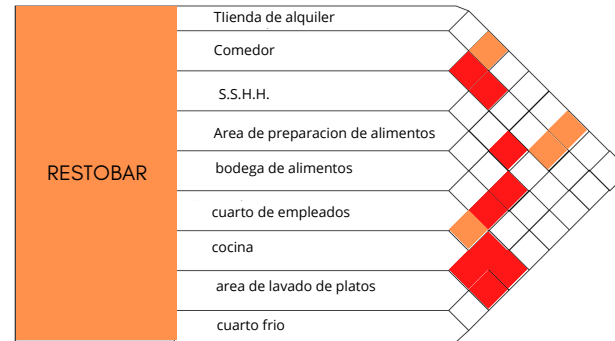 TIienda de alquiler
Comedor
S.S.H.H.
Area de preparacion de alimentos
RESTOBAR
bodega de alimentos
cuarto de empleados
cocina
area de lavado de platos
cuarto frio